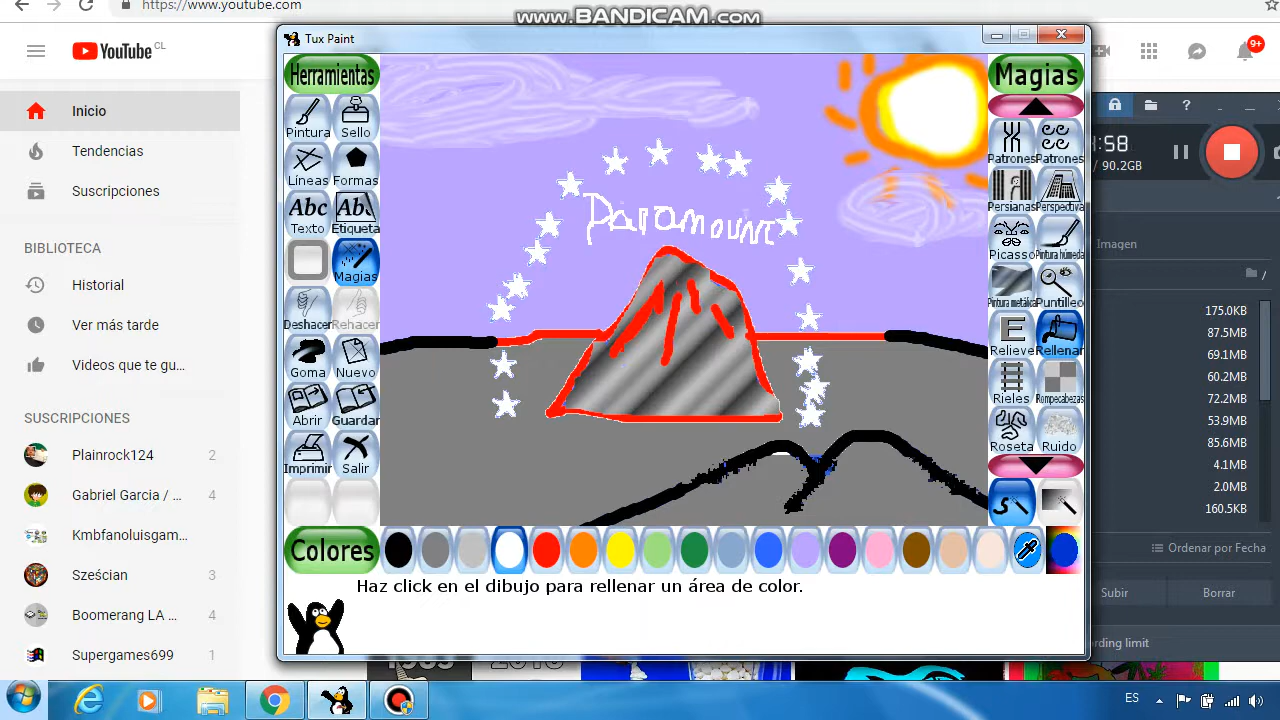 https://www.youtube.com
www.BANDICAM.com
YouTube CL
9+
Inicio
Tendencias
Suscripciones
BIBLIOTECA
Historial
Ver más tarde
Videos que te gu...
SUSCRIPCIONES
Plainrock124 2
Gabriel Garcia / ... 4
Kmbfanoluisgam...
Sześcian 3
Boomerang LA ... 2
Supergames699 1
Tux Paint
Herramientas
Pintura Sello
Líneas Formas
Abc Abc
Texto Etiqueta
Magias
Deshacer Rehacer
Goma Nuevo
Abrir Guardar
Imprimir Salir
Colores
Paramount
Magias
Patrones Patrones
Persianas Perspectiva
Picasso Pintura húmeda
Pintura metálica Puntilleo
Relieve Rellenar
Rieles Rompecabezas
Roseta Ruido
Haz click en el dibujo para rellenar un área de color.
:58
/ 90.2GB
Imagen
/
175.0KB
87.5MB
69.1MB
60.2MB
72.2MB
53.9MB
85.6MB
4.1MB
2.0MB
160.5KB
Ordenar por Fecha
Subir Borrar
rding limit
ES